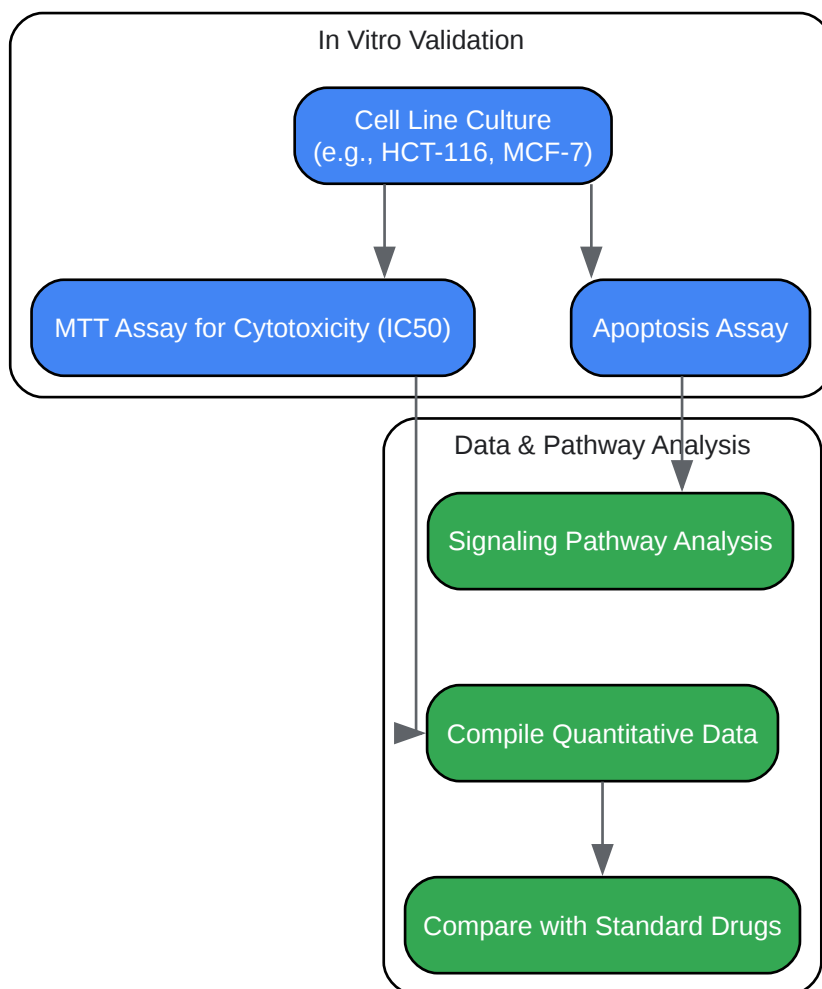 In Vitro Validation
Cell Line Culture
(e.g., HCT-116, MCF-7)
MTT Assay for Cytotoxicity (IC50)
Apoptosis Assay
Data & Pathway Analysis
Signaling Pathway Analysis
Compile Quantitative Data
Compare with Standard Drugs